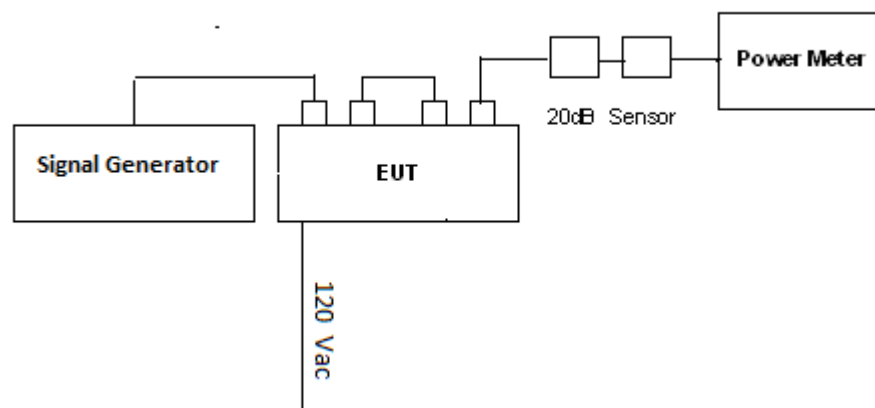 Power Meter
20dB Sensor
Signal Generator
EUT
120 Vac